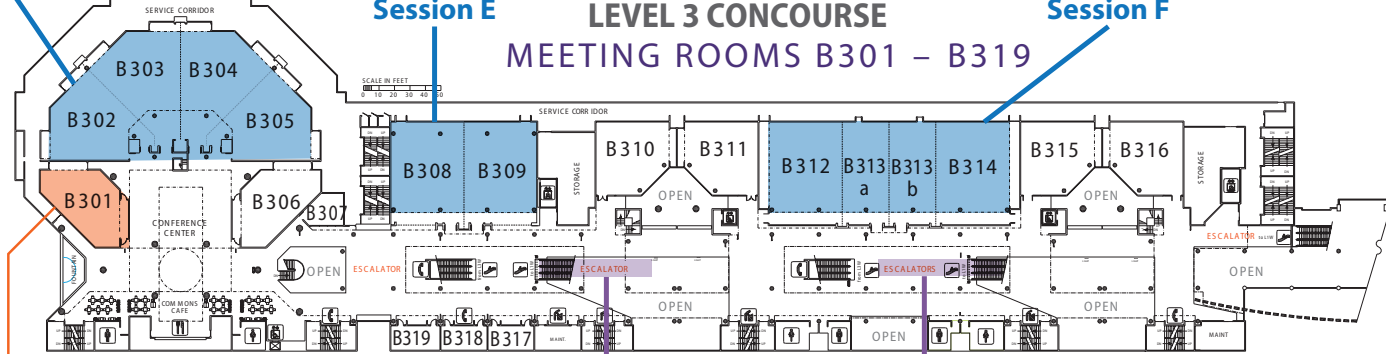 SERVICE CORRIDOR
Session E
LEVEL 3 CONCOURSE
Session F
MEETING ROOMS B301 – B319
SCALE IN FEET
0 10 20 30 40 50
SERVICE CORRIDOR
B303
B304
B302
B305
B308
B309
STORAGE
B310
B311
B312
B313
a
B313
b
B314
B315
B316
STORAGE
OPEN
OPEN
B301
B306
B307
CONFERENCE
CENTER
FOUNTAIN
OPEN
ESCALATOR
ESCALATOR
ESCALATORS
ESCALATOR
OPEN
OPEN
OPEN
COMMONS
CAFE
B319
B318
B317
MAINT.
OPEN
MAINT.